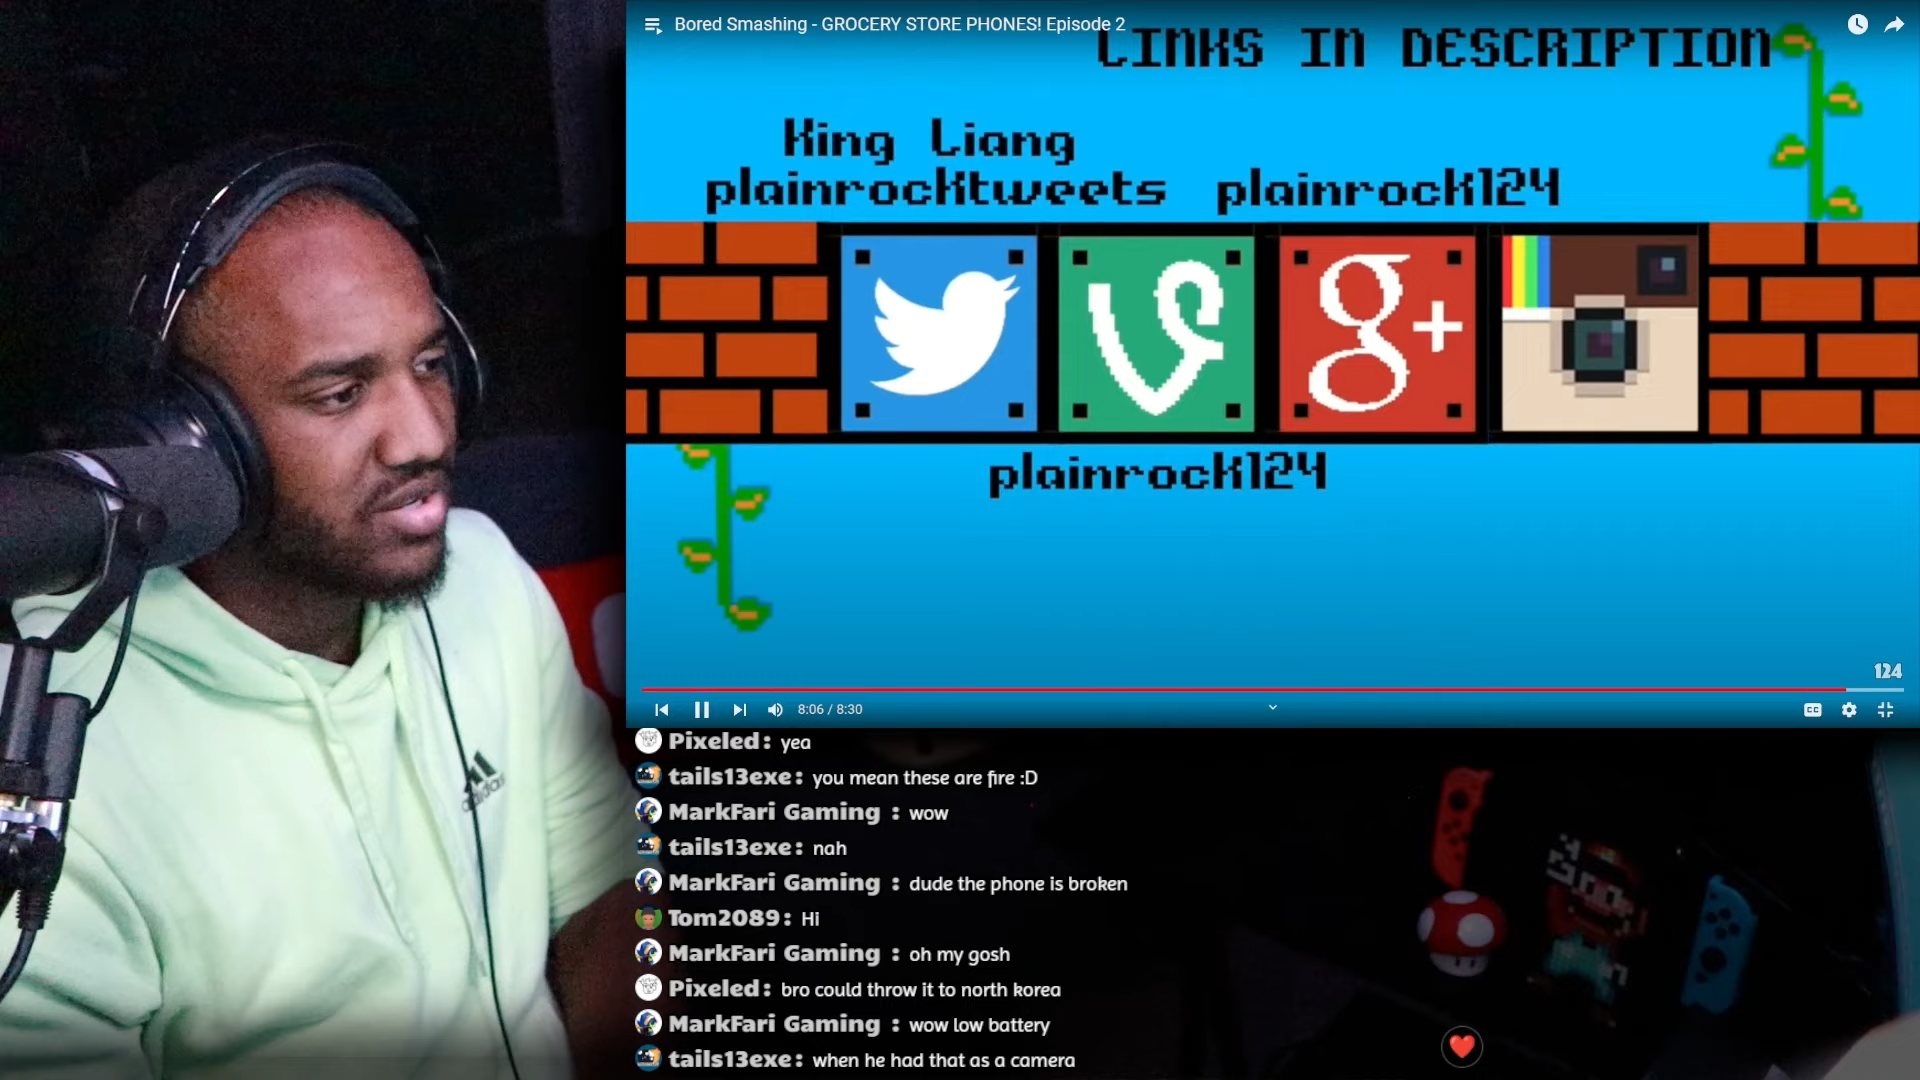 Bored Smashing - GROCERY STORE PHONES! Episode 2
LINKS IN DESCRIPTION
King Liang
plainrocktweets plainrock124
g+
plainrock124
124
8:06 / 8:30
CC
Pixeled: yea
tails13exe: you mean these are fire :D
MarkFari Gaming : wow
tails13exe: nah
MarkFari Gaming : dude the phone is broken
Tom2089: Hi
MarkFari Gaming : oh my gosh
Pixeled: bro could throw it to north korea
MarkFari Gaming : wow low battery
tails13exe: when he had that as a camera
adidas